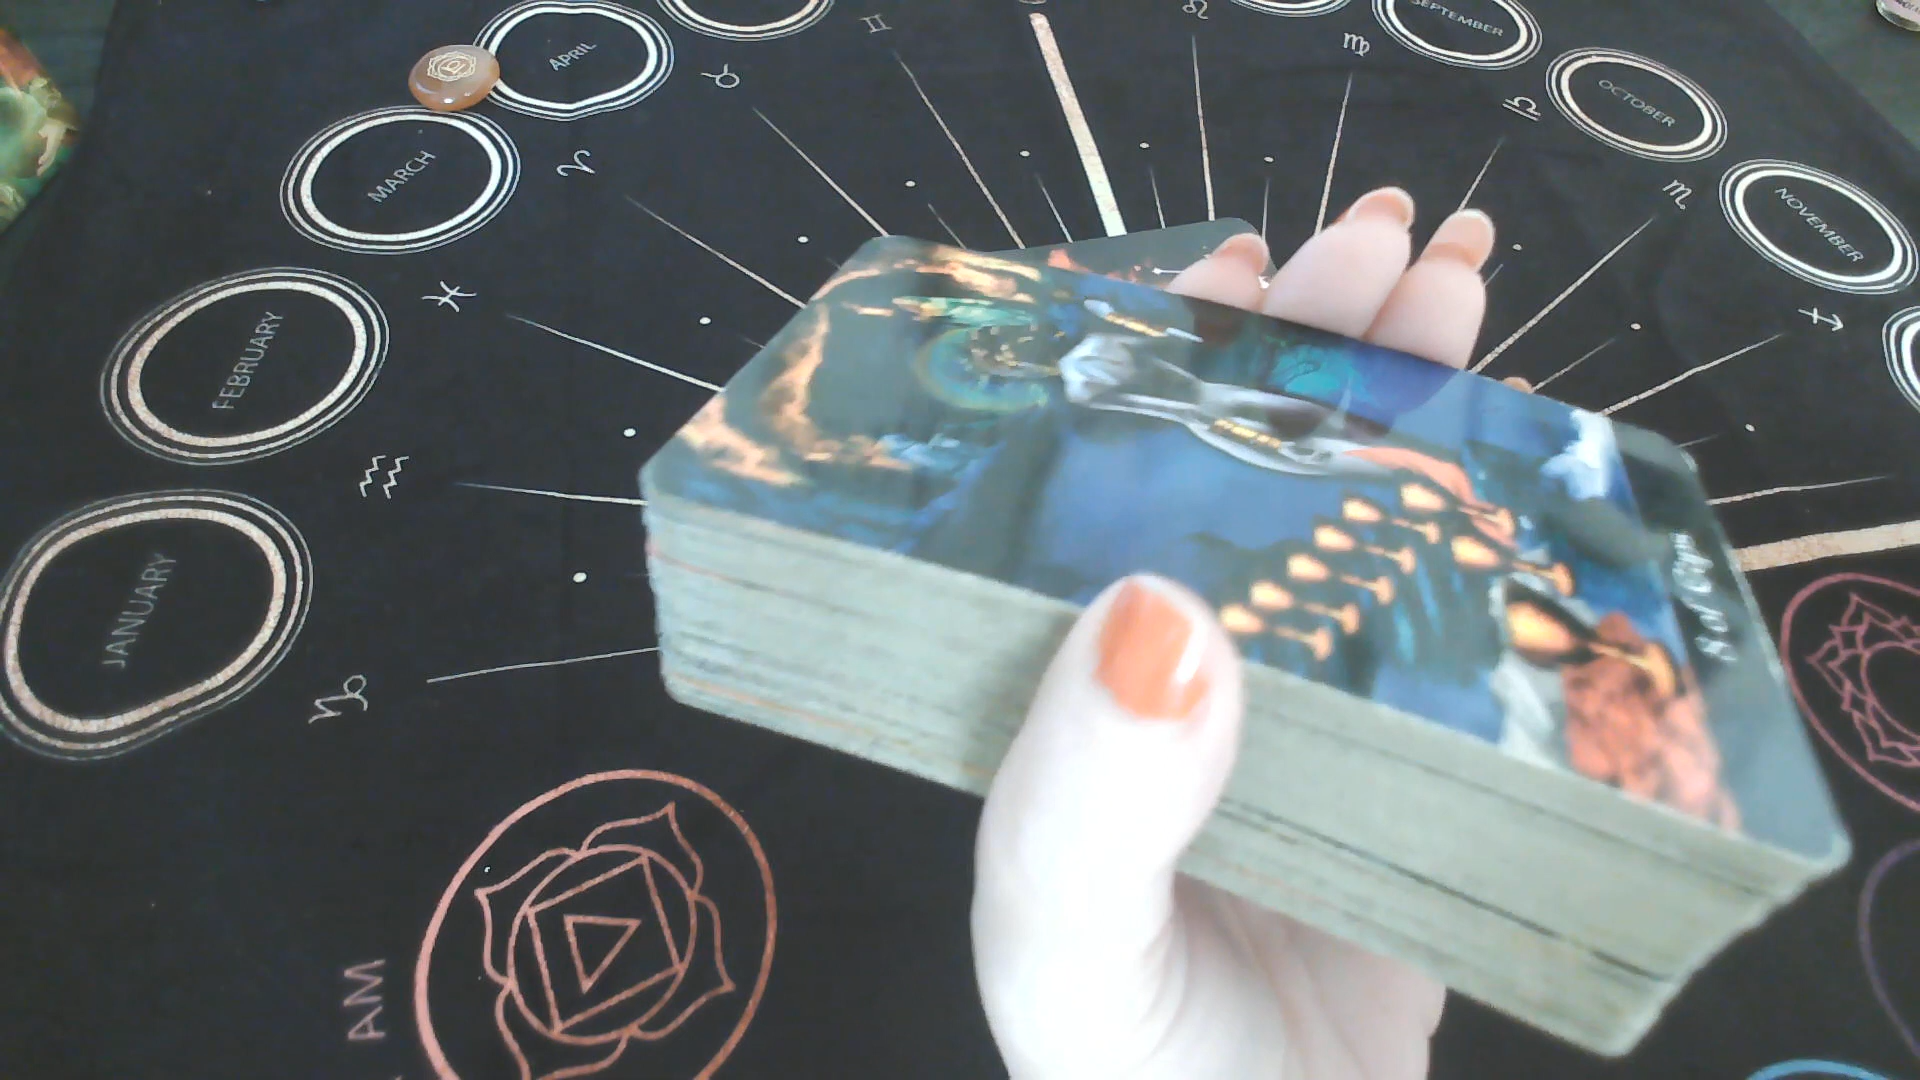 APRIL
SEPTEMBER
OCTOBER
MARCH
NOVEMBER
FEBRUARY
JANUARY
8 of Cups
AM